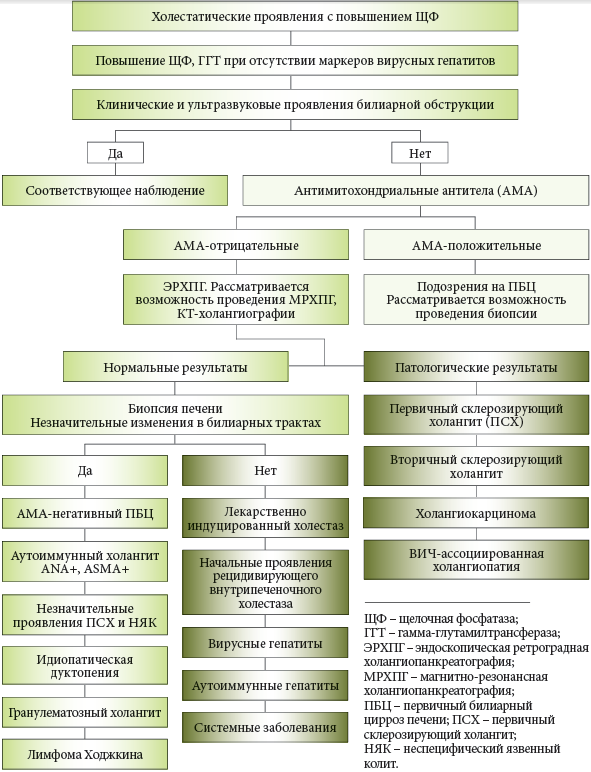 Холестатические проявления с повышением ЩФ
Повышение ЩФ, ГГТ при отсутствии маркеров вирусных гепатитов
Клинические и ультразвуковые проявления билиарной обструкции
Да
Нет
Соответствующее наблюдение
Антимитохондриальные антитела (АМА)
АМА-отрицательные
АМА-положительные
ЭРХПГ. Рассматривается
возможность проведения МРХПГ,
КТ-холангиографии
Подозрения на ПБЦ
Рассматривается возможность
проведения биопсии
Нормальные результаты
Патологические результаты
Биопсия печени
Незначительные изменения в билиарных трактах
Да
АМА-негативный ПБЦ
Аутоиммунный холангит
ANA+, ASMA+
Незначительные
проявления ПСХ и НЯК
Идиопатическая
дуктопения
Гранулематозный холангит
Лимфома Ходжкина
Нет
Лекарственно
индуцированный холестаз
Начальные проявления
рецидивирующего
внутрипеченочного
холестаза
Вирусные гепатиты
Аутоиммунные гепатиты
Системные заболевания
Первичный склерозирующий
холангит (ПСХ)
Вторичный склерозирующий
холангит
Холангиокарцинома
ВИЧ-ассоциированная
холангиопатия
ЩФ – щелочная фосфатаза;
ГГТ – гамма-глутамилтрансфераза;
ЭРХПГ – эндоскопическая ретроградная
холангиопанкреатография;
МРХПГ – магнитно-резонансная
холангиопанкреатография;
ПБЦ – первичный билиарный
цирроз печени; ПСХ – первичный
склерозирующий холангит;
НЯК – неспецифический язвенный
колит.